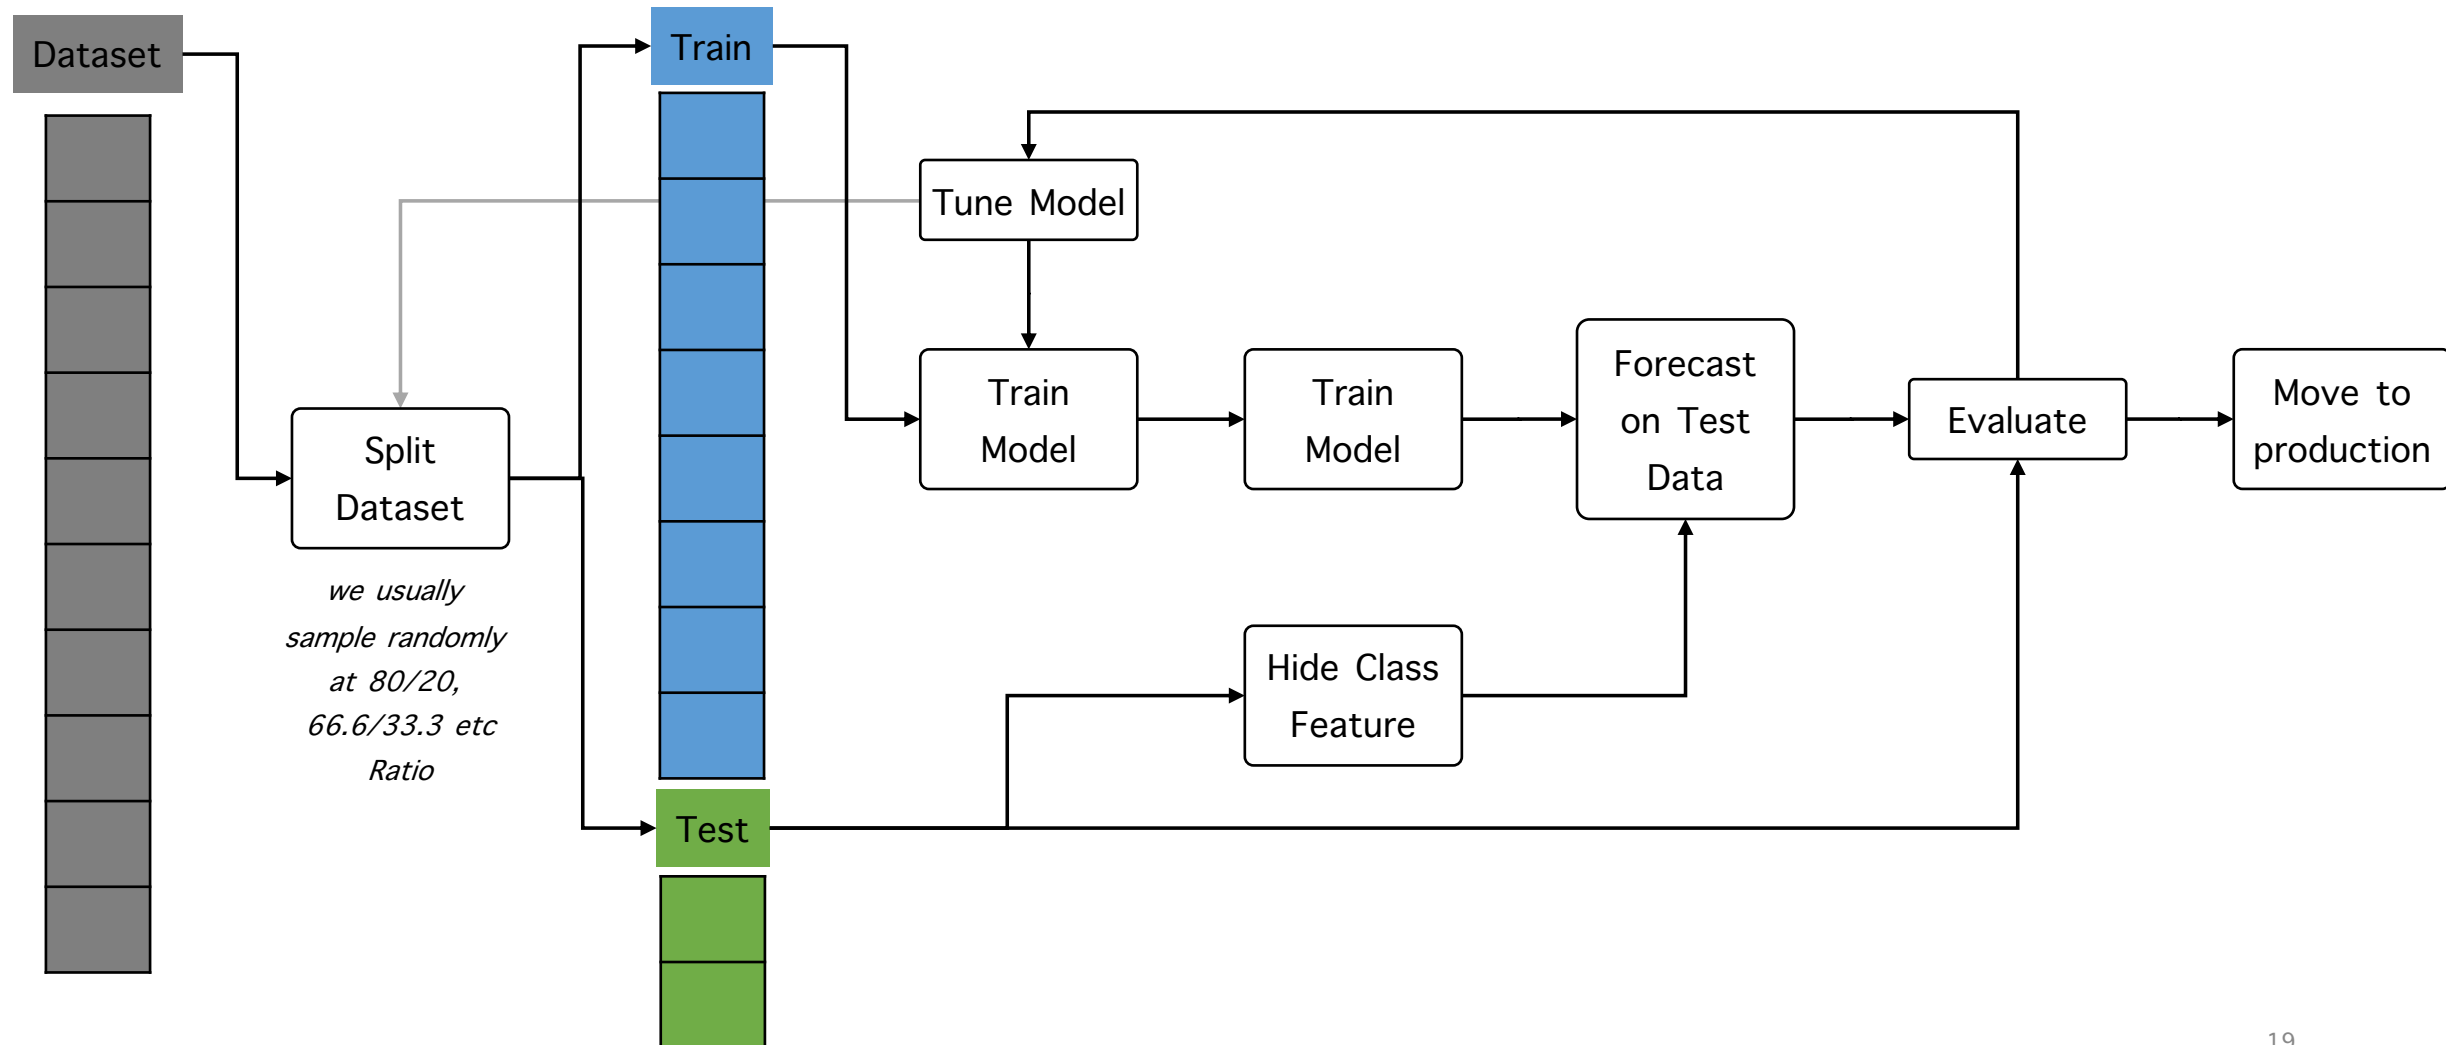 Dataset
Train
Tune Model
Split
Dataset
we usually
sample randomly
at 80/20,
66.6/33.3 etc
Ratio
Train
Model
Train
Model
Forecast
on Test
Data
Evaluate
Move to
production
Hide Class
Feature
Test
19